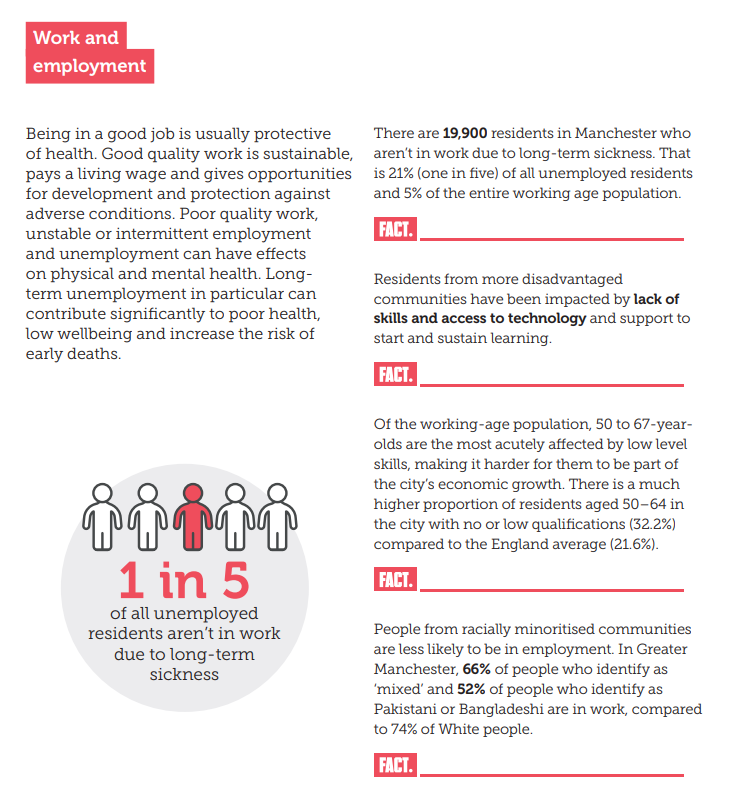 Work and
employment
Being in a good job is usually protective
of health. Good quality work is sustainable,
pays a living wage and gives opportunities
for development and protection against
adverse conditions. Poor quality work,
unstable or intermittent employment
and unemployment can have effects
on physical and mental health. Long-
term unemployment in particular can
contribute significantly to poor health,
low wellbeing and increase the risk of
early deaths.
1 in 5
of all unemployed
residents aren’t in work
due to long-term
sickness
There are 19,900 residents in Manchester who
aren’t in work due to long-term sickness. That
is 21% (one in five) of all unemployed residents
and 5% of the entire working age population.
FACT.
Residents from more disadvantaged
communities have been impacted by lack of
skills and access to technology and support to
start and sustain learning.
FACT.
Of the working-age population, 50 to 67-year-
olds are the most acutely affected by low level
skills, making it harder for them to be part of
the city’s economic growth. There is a much
higher proportion of residents aged 50–64 in
the city with no or low qualifications (32.2%)
compared to the England average (21.6%).
FACT.
People from racially minoritised communities
are less likely to be in employment. In Greater
Manchester, 66% of people who identify as
‘mixed’ and 52% of people who identify as
Pakistani or Bangladeshi are in work, compared
to 74% of White people.
FACT.